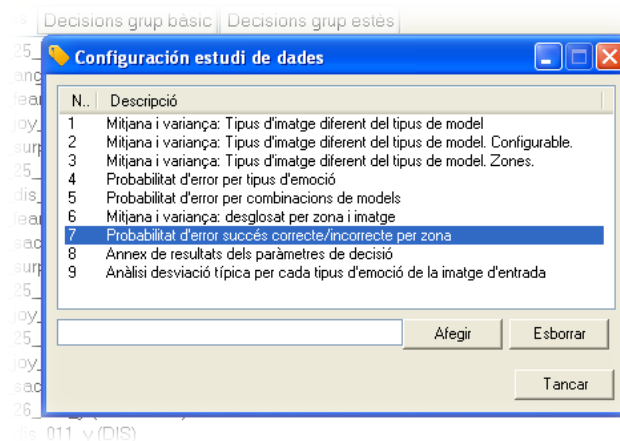 Decisions grup bàsic Decisions grup estès
Configuración estudi de dades
N.. Descripció
1 Mitjana i variança: Tipus d'imatge diferent del tipus de model
2 Mitjana i variança: Tipus d'imatge diferent del tipus de model. Configurable.
3 Mitjana i variança: Tipus d'imatge diferent del tipus de model. Zones.
4 Probabilitat d'error per tipus d'emoció
5 Probabilitat d'error per combinacions de models
6 Mitjana i variança: desglosat per zona i imatge
7 Probabilitat d'error succés correcte/incorrecte per zona
8 Annex de resultats dels paràmetres de decisió
9 Anàlisi desviació típica per cada tipus d'emoció de la imatge d'entrada
Afegir Esborrar
Tancar
dis_011_v (DIS)